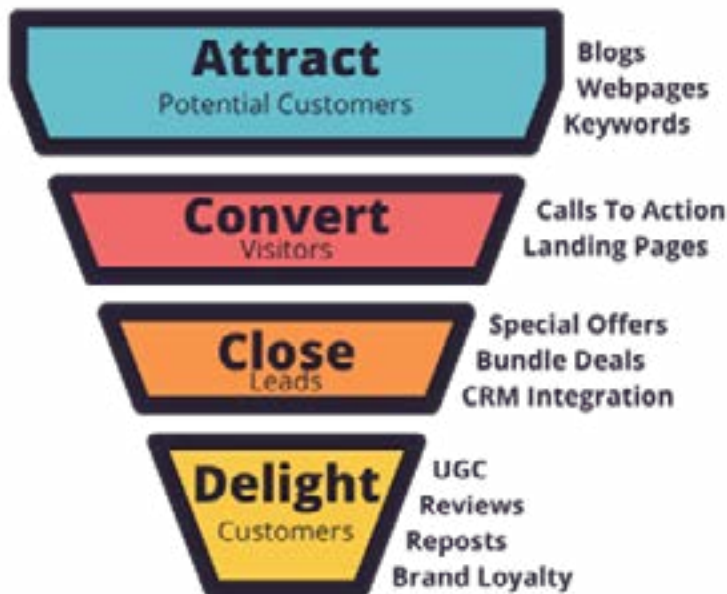 Attract
Potential Customers
Blogs
Webpages
Keywords
Convert
Visitors
Calls To Action
Landing Pages
Close
Leads
Special Offers
Bundle Deals
CRM Integration
Delight
Customers
UGC
Reviews
Reposts
Brand Loyalty